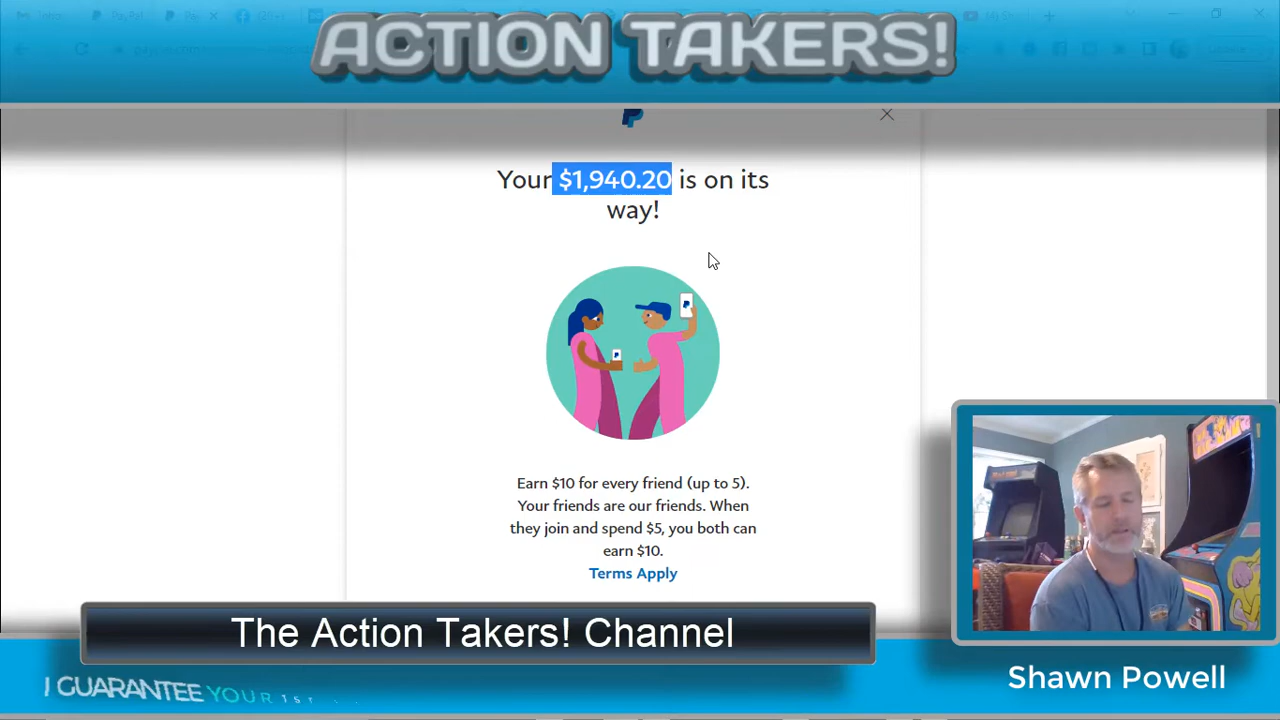 ACTION TAKERS!
Your $1,940.20 is on its
way!
Earn $10 for every friend (up to 5).
Your friends are our friends. When
they join and spend $5, you both can
earn $10.
Terms Apply
The Action Takers! Channel
Shawn Powell
I GUARANTEE YOUR 1ST